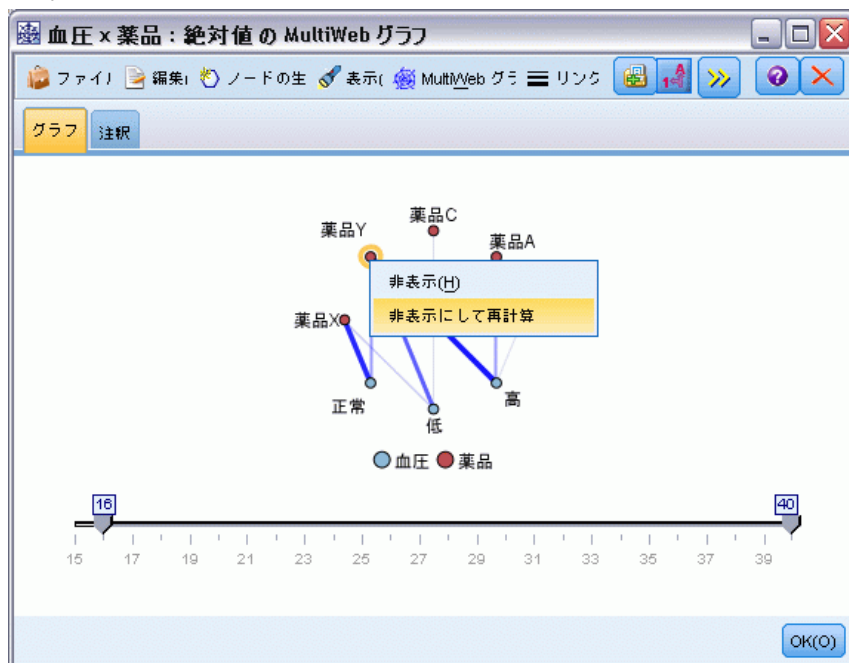 血圧 x 薬品 : 絶対値 の MultiWeb グラフ
ファイル 編集( ノードの生 表示( MultiWeb グラ リンク
グラフ 注釈
薬品C
薬品Y
薬品A
非表示(H)
非表示にして再計算
薬品X
正常
高
低
血圧 薬品
16 40
15 17 19 21 23 25 27 29 31 33 35 37 39
OK(O)